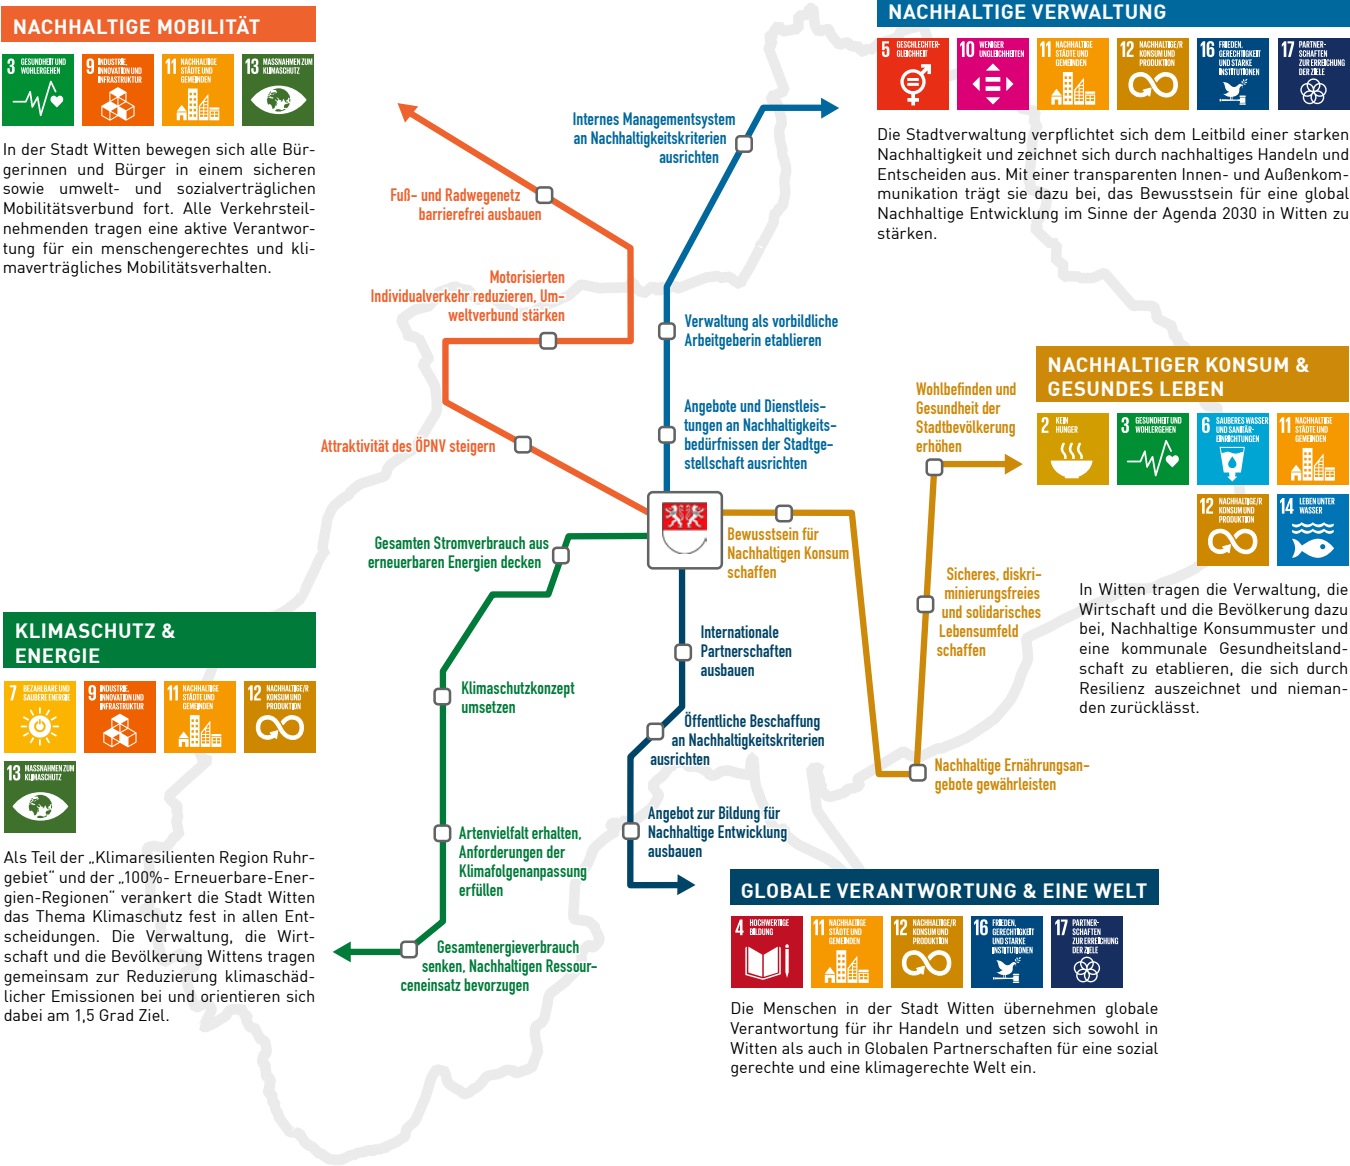 NACHHALTIGE MOBILITÄT
3 GESUNDHEIT UND
WOHLERGEHEN
9 INDUSTRIE,
INNOVATION UND
INFRASTRUKTUR
11 NACHHALTIGE
STÄDTE UND
GEMEINDEN
13 MASSNAHMEN ZUM
KLIMASCHUTZ
In der Stadt Witten bewegen sich alle Bür-
gerinnen und Bürger in einem sicheren
sowie umwelt- und sozialverträglichen
Mobilitätsverbund fort. Alle Verkehrsteil-
nehmenden tragen eine aktive Verantwor-
tung für ein menschengerechtes und kli-
maverträgliches Mobilitätsverhalten.
Fuß- und Radwegenetz
barrierefrei ausbauen
Motorisierten
Individualverkehr reduzieren, Um-
weltverbund stärken
Attraktivität des ÖPNV steigern
NACHHALTIGE VERWALTUNG
5 GESCHLECHTER-
GLEICHHEIT
10 WENIGER
UNGLEICHHEITEN
11 NACHHALTIGE
STÄDTE UND
GEMEINDEN
12 NACHHALTIGE/R
KONSUM UND
PRODUKTION
16 FRIEDEN,
GERECHTIGKEIT
UND STARKE
INSTITUTIONEN
17 PARTNER-
SCHAFTEN
ZUR ERREICHUNG
DER ZIELE
Die Stadtverwaltung verpflichtet sich dem Leitbild einer starken
Nachhaltigkeit und zeichnet sich durch nachhaltiges Handeln und
Entscheiden aus. Mit einer transparenten Innen- und Außenkom-
munikation trägt sie dazu bei, das Bewusstsein für eine global
Nachhaltige Entwicklung im Sinne der Agenda 2030 in Witten zu
stärken.
Internes Managementsystem
an Nachhaltigkeitskriterien
ausrichten
Verwaltung als vorbildliche
Arbeitgeberin etablieren
Angebote und Dienstleis-
tungen an Nachhaltigkeits-
bedürfnissen der Stadtge-
stellschaft ausrichten
NACHHALTIGER KONSUM &
GESUNDES LEBEN
2 KEIN
HUNGER
3 GESUNDHEIT UND
WOHLERGEHEN
6 SAUBERES WASSER
UND SANITÄR-
EINRICHTUNGEN
11 NACHHALTIGE
STÄDTE UND
GEMEINDEN
12 NACHHALTIGE/R
KONSUM UND
PRODUKTION
14 LEBEN UNTER
WASSER
In Witten tragen die Verwaltung, die
Wirtschaft und die Bevölkerung dazu
bei, Nachhaltige Konsummuster und
eine kommunale Gesundheitsland-
schaft zu etablieren, die sich durch
Resilienz auszeichnet und nieman-
den zurücklässt.
Wohlbefinden und
Gesundheit der
Stadtbevölkerung
erhöhen
Bewusstsein für
Nachhaltigen Konsum
schaffen
Sicheres, diskri-
minierungsfreies
und solidarisches
Lebensumfeld
schaffen
Nachhaltige Ernährungsan-
gebote gewährleisten
Gesamten Stromverbrauch aus
erneuerbaren Energien decken
Klimaschutzkonzept
umsetzen
Artenvielfalt erhalten,
Anforderungen der
Klimafolgenanpassung
erfüllen
Gesamtenergieverbrauch
senken, Nachhaltigen Ressour-
ceneinsatz bevorzugen
KLIMASCHUTZ &
ENERGIE
7 BEZAHLBARE UND
SAUBERE ENERGIE
9 INDUSTRIE,
INNOVATION UND
INFRASTRUKTUR
11 NACHHALTIGE
STÄDTE UND
GEMEINDEN
12 NACHHALTIGE/R
KONSUM UND
PRODUKTION
13 MASSNAHMEN ZUM
KLIMASCHUTZ
Als Teil der „Klimaresilienten Region Ruhr-
gebiet“ und der „100%- Erneuerbare-Ener-
gien-Regionen“ verankert die Stadt Witten
das Thema Klimaschutz fest in allen Ent-
scheidungen. Die Verwaltung, die Wirt-
schaft und die Bevölkerung Wittens tragen
gemeinsam zur Reduzierung klimaschäd-
licher Emissionen bei und orientieren sich
dabei am 1,5 Grad Ziel.
Internationale
Partnerschaften
ausbauen
Öffentliche Beschaffung
an Nachhaltigkeitskriterien
ausrichten
Angebot zur Bildung für
Nachhaltige Entwicklung
ausbauen
GLOBALE VERANTWORTUNG & EINE WELT
4 HOCHWERTIGE
BILDUNG
11 NACHHALTIGE
STÄDTE UND
GEMEINDEN
12 NACHHALTIGE/R
KONSUM UND
PRODUKTION
16 FRIEDEN,
GERECHTIGKEIT
UND STARKE
INSTITUTIONEN
17 PARTNER-
SCHAFTEN
ZUR ERREICHUNG
DER ZIELE
Die Menschen in der Stadt Witten übernehmen globale
Verantwortung für ihr Handeln und setzen sich sowohl in
Witten als auch in Globalen Partnerschaften für eine sozial
gerechte und eine klimagerechte Welt ein.